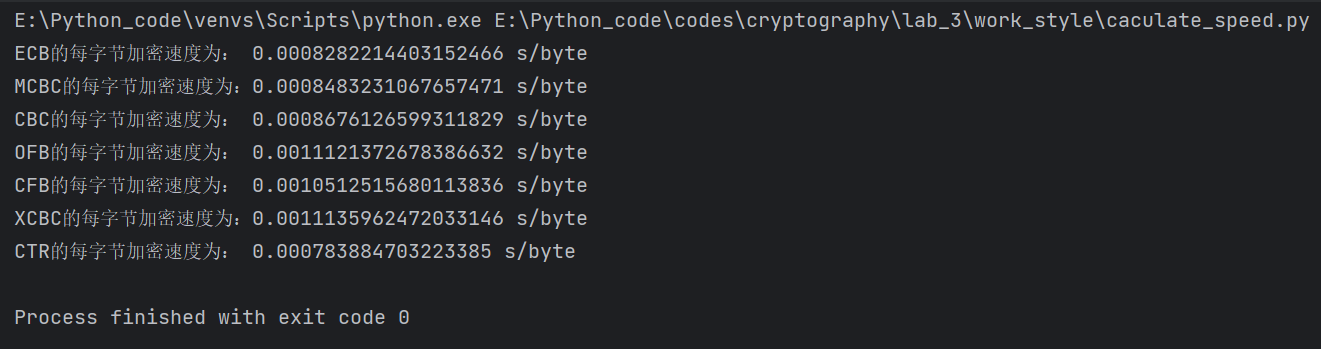 E:\Python_code\venvs\Scripts\python.exe E:\Python_code\codes\cryptography\lab_3\work_style\caculate_speed.py
ECB的每字节加密速度为： 0.0008282214403152466 s/byte
MCBC的每字节加密速度为：0.0008483231067657471 s/byte
CBC的每字节加密速度为： 0.0008676126599311829 s/byte
OFB的每字节加密速度为： 0.0011121372678386632 s/byte
CFB的每字节加密速度为： 0.0010512515680113836 s/byte
XCBC的每字节加密速度为：0.0011135962472033146 s/byte
CTR的每字节加密速度为： 0.000783884703223385 s/byte
Process finished with exit code 0